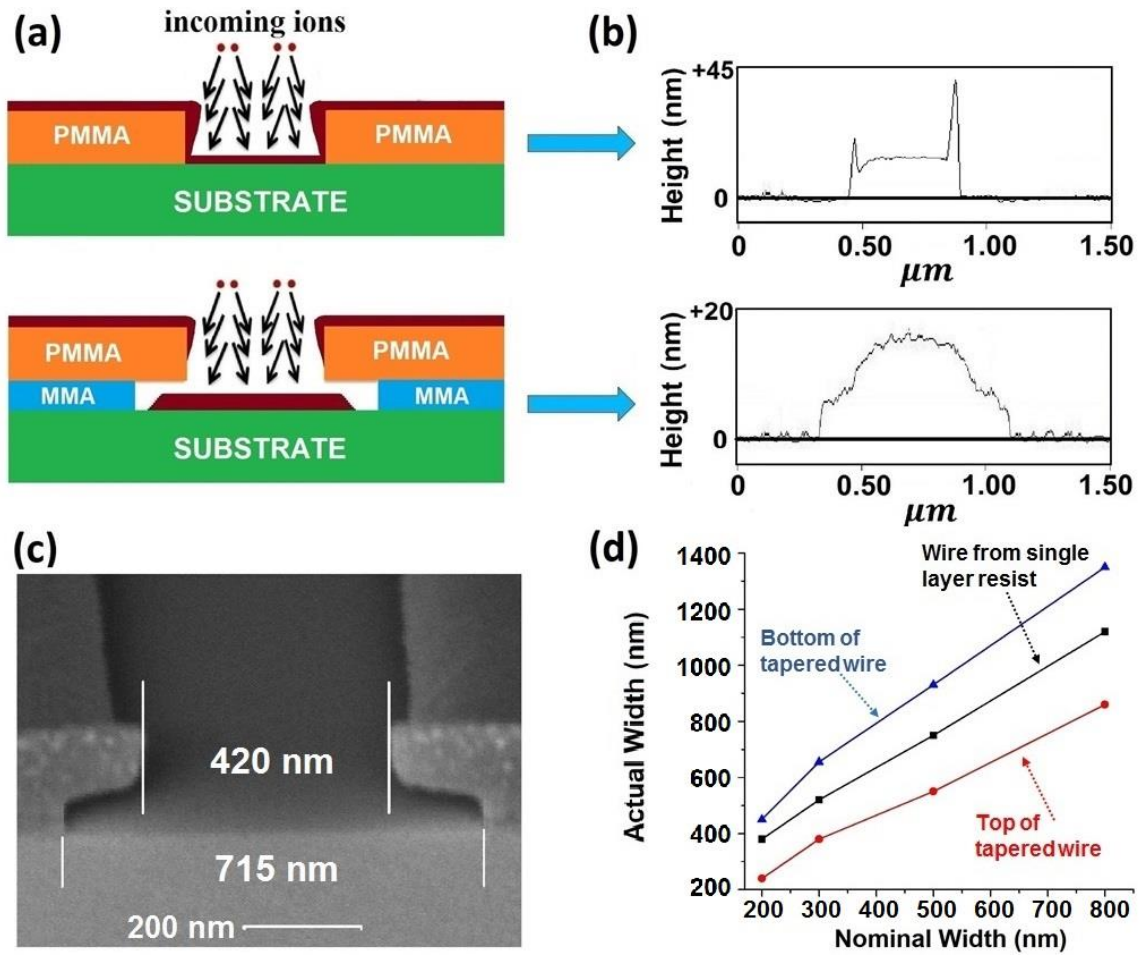 (a)
incoming ions
PMMA
PMMA
SUBSTRATE
PMMA
PMMA
MMA
MMA
SUBSTRATE
(b)
Height (nm)
+45
0
0
0.50
1.00
1.50
μm
Height (nm)
+20
0
0
0.50
1.00
1.50
μm
(c)
420 nm
715 nm
200 nm
(d)
Actual Width (nm)
1400
1200
1000
800
600
400
200
Wire from single
layer resist
Bottom of
tapered wire
Top of
tapered wire
200 300 400 500 600 700 800
Nominal Width (nm)